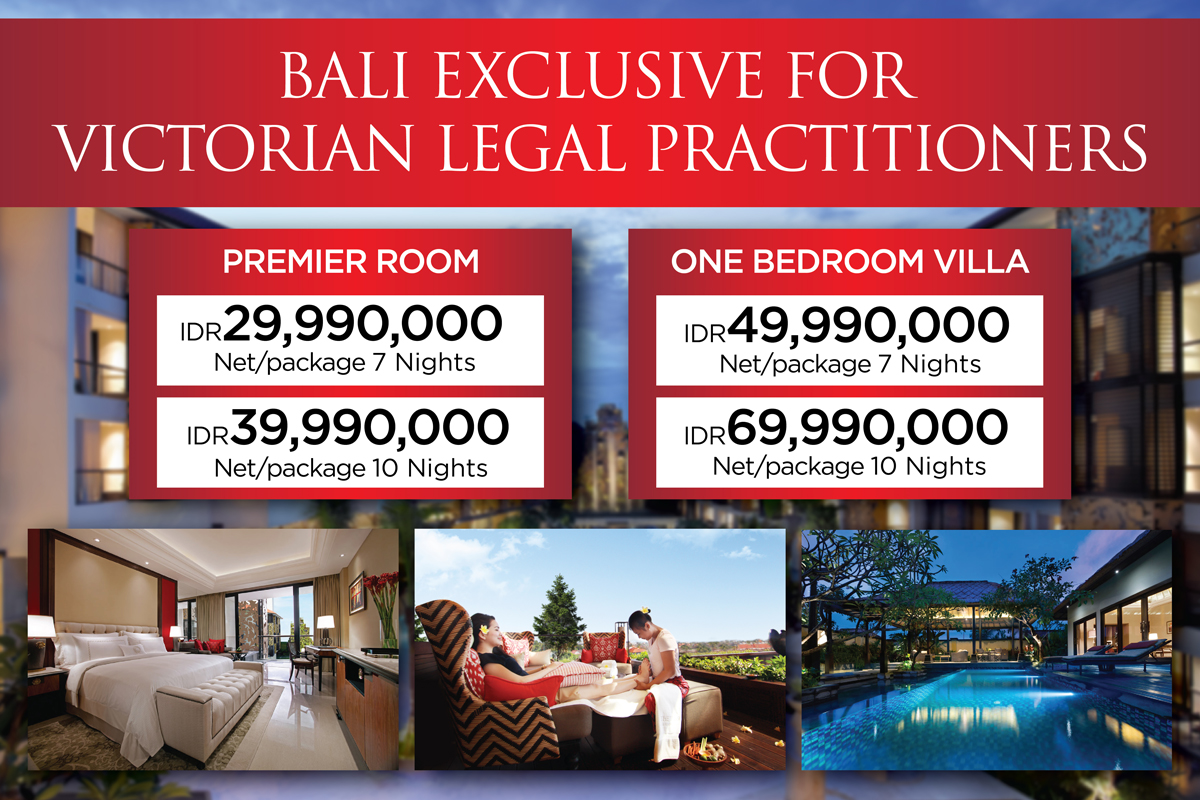 BALI EXCLUSIVE FOR
VICTORIAN LEGAL PRACTITIONERS
PREMIER ROOM
IDR29,990,000
Net/package 7 Nights
IDR39,990,000
Net/package 10 Nights
ONE BEDROOM VILLA
IDR49,990,000
Net/package 7 Nights
IDR69,990,000
Net/package 10 Nights